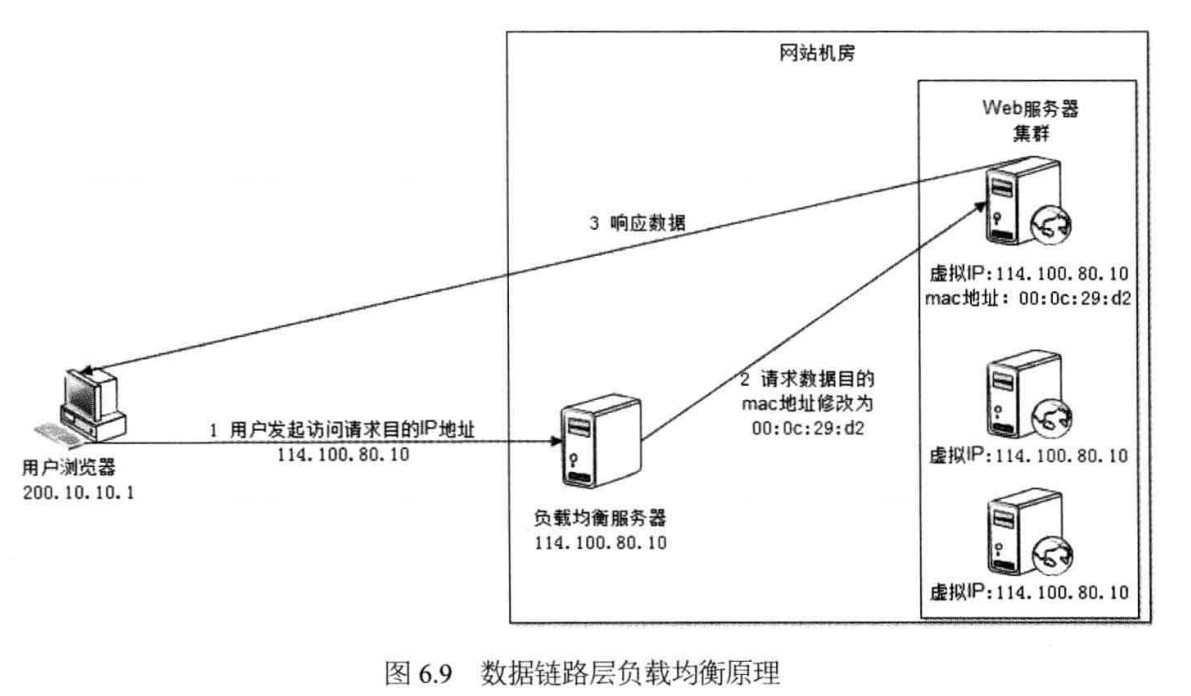 网站机房
Web服务器
集群
3 响应数据
虚拟IP:114.100.80.10
mac地址: 00:0c:29:d2
2 请求数据目的
mac地址修改为
00:0c:29:d2
1 用户发起访问请求目的IP地址
114.100.80.10
用户浏览器
200.10.10.1
负载均衡服务器
114.100.80.10
虚拟IP:114.100.80.10
虚拟IP:114.100.80.10
图 6.9 数据链路层负载均衡原理